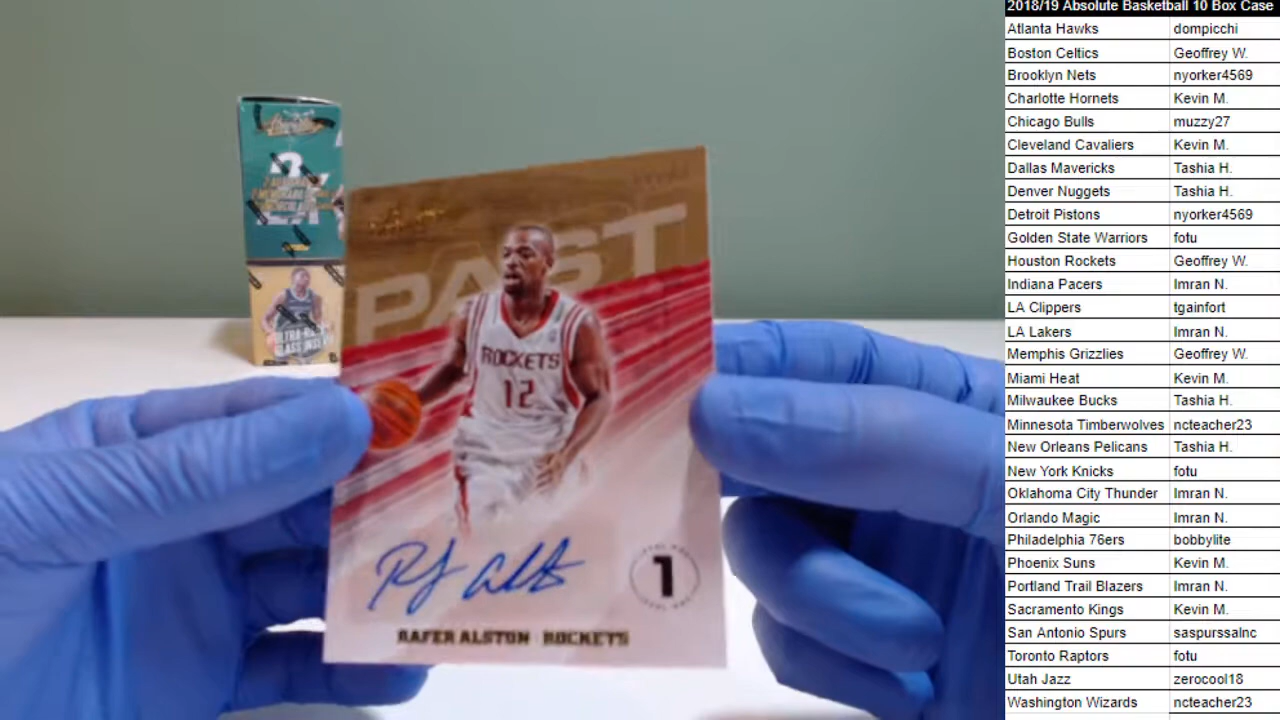 2018/19 Absolute Basketball 10 Box Case
Atlanta Hawks dompicchi
Boston Celtics Geoffrey W.
Brooklyn Nets nyorker4569
Charlotte Hornets Kevin M.
Chicago Bulls muzzy27
Cleveland Cavaliers Kevin M.
Dallas Mavericks Tashia H.
Denver Nuggets Tashia H.
Detroit Pistons nyorker4569
Golden State Warriors fotu
Houston Rockets Geoffrey W.
Indiana Pacers Imran N.
LA Clippers tgainfort
LA Lakers Imran N.
Memphis Grizzlies Geoffrey W.
Miami Heat Kevin M.
Milwaukee Bucks Tashia H.
Minnesota Timberwolves ncteacher23
New Orleans Pelicans Tashia H.
New York Knicks fotu
Oklahoma City Thunder Imran N.
Orlando Magic Imran N.
Philadelphia 76ers bobbylite
Phoenix Suns Kevin M.
Portland Trail Blazers Imran N.
Sacramento Kings Kevin M.
San Antonio Spurs saspurssalnc
Toronto Raptors fotu
Utah Jazz zerocool18
Washington Wizards ncteacher23
PAST
ROCKETS
12
1
RAFER ALSTON ROCKETS